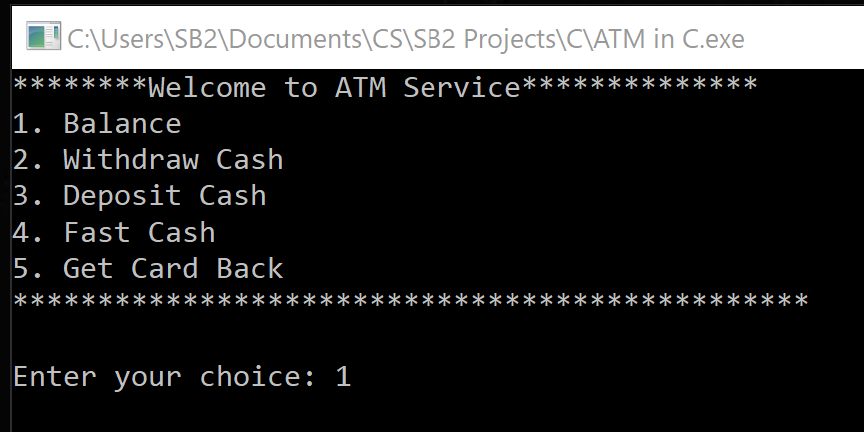 C:\Users\SB2\Documents\CS\SB2 Projects\C\ATM in C.exe
********Welcome to ATM Service**************
1. Balance
2. Withdraw Cash
3. Deposit Cash
4. Fast Cash
5. Get Card Back
***********************************************
Enter your choice: 1